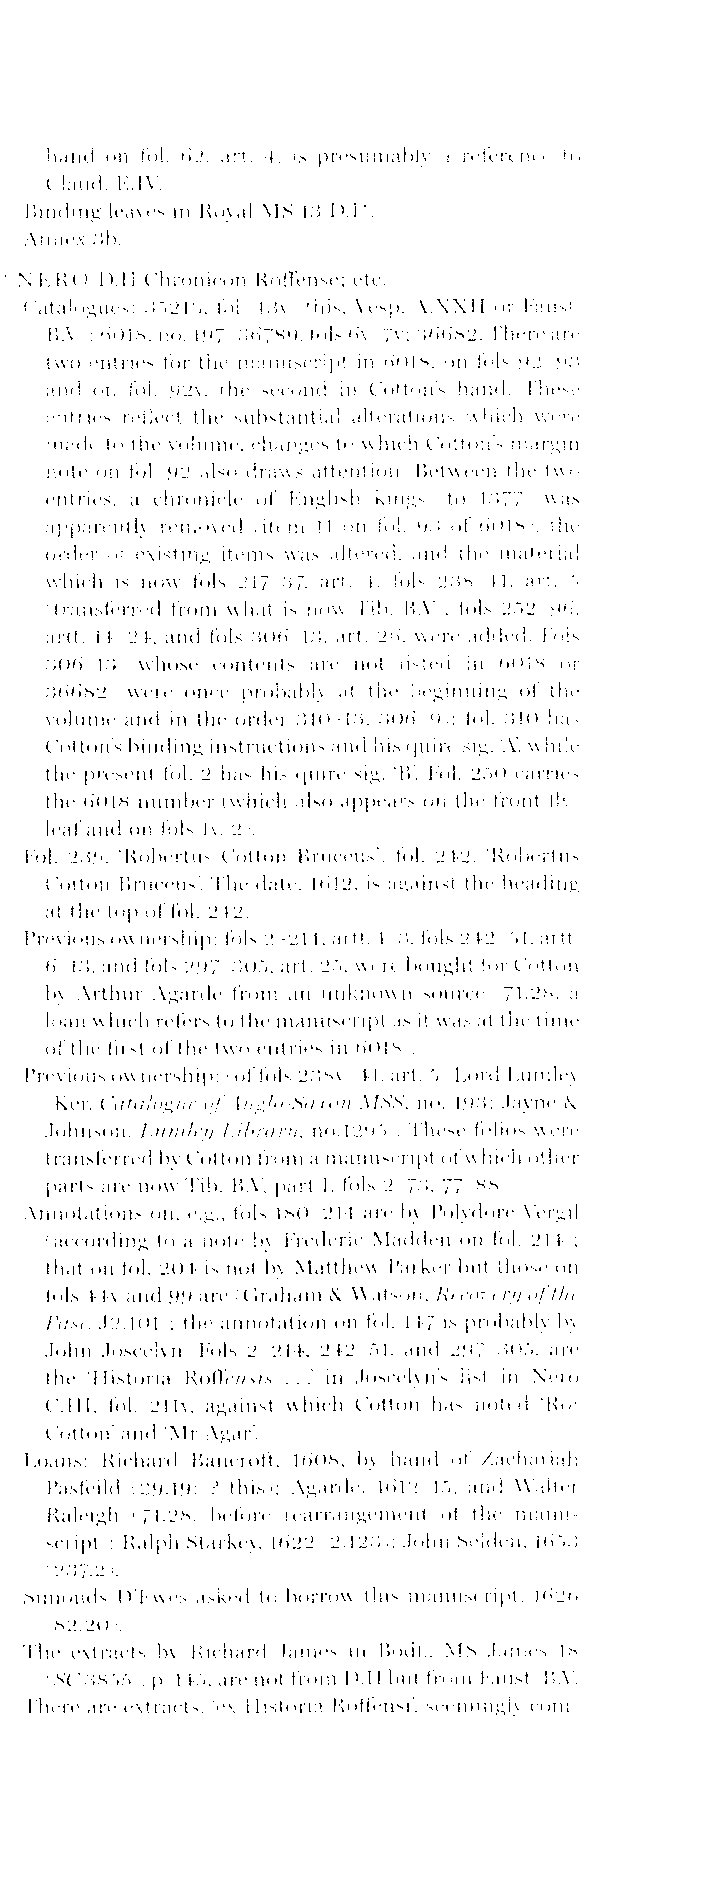 hand on fol. 62, art. 4, is presumably a reference to
Claud. E.IV.
Binding leaves in Royal MS 13 D.I*.
Annex 3b.
NERO D.II Chronicon Roffense; etc.
Catalogues: 35213, fol. 43v (this, Vesp. A.XXII or Faust.
B.V); 6018, no. 197; 36789, fols 6v–7v; 36682. There are
two entries for the manuscript in 6018, on fols 92–93
and on fol. 92v, the second in Cotton's hand. These
entries reflect the substantial alterations which were
made to the volume, changes to which Cotton's margin
note on fol. 92 also draws attention. Between the two
entries, a chronicle of English kings to 1377 was
apparently removed (item 11 on fol. 93 of 6018), the
order of existing items was altered, and the material
which is now fols 217–37, art. 4, fols 238–41, art. 5
(transferred from what is now Tib. B.V), fols 252–96,
artt. 14–24, and fols 306–13, art. 26, were added. Fols
306–13 (whose contents are not listed in 6018 or
36682) were once probably at the beginning of the
volume and in the order 310–13, 306–9: fol. 310 has
Cotton's binding instructions and his quire sig. 'A', while
the present fol. 2 has his quire sig. 'B'. Fol. 250 carries
the 6018 number (which also appears on the front fly-
leaf and on fols 1v, 2).
Fol. 239, 'Robertus Cotton Bruceus'; fol. 242, 'Robertus
Cotton Bruceus'. The date, 1612, is against the heading
at the top of fol. 242.
Previous ownership: fols 2–214, artt. 1–3, fols 242–51, artt.
6–13, and fols 297–305, art. 25, were bought for Cotton
by Arthur Agarde from an unknown source (71.28, a
loan which refers to the manuscript as it was at the time
of the first of the two entries in 6018).
Previous ownership: (of fols 238v–41, art. 5) Lord Lumley
(Ker, Catalogue of Anglo-Saxon MSS, no. 193; Jayne &
Johnson, Lumley Library, no.1295). These folios were
transferred by Cotton from a manuscript of which other
parts are now Tib. B.V, part I, fols 2–73, 77–88.
Annotations on, e.g., fols 180–214 are by Polydore Vergil
(according to a note by Frederic Madden on fol. 214);
that on fol. 204 is not by Matthew Parker but those on
fols 44v and 99 are (Graham & Watson, Recovery of the
Past, J2.101); the annotation on fol. 147 is probably by
John Joscelyn. Fols 2–214, 242–51, and 297–305, are
the 'Historia Roffensis . . .' in Joscelyn's list in Nero
C.III, fol. 211v, against which Cotton has noted 'Ro:
Cotton' and 'Mr Agar'.
Loans: Richard Bancroft, 1608, by hand of Zachariah
Pasfeild (29.19: ? this); Agarde, 1612–15, and Walter
Raleigh (71.28, before rearrangement of the manu-
script); Ralph Starkey, 1622 (2.123); John Selden, 1653
(237.2).
Simonds D'Ewes asked to borrow this manuscript, 1626
(82.20).
The extracts by Richard James in Bodl., MS James 18
(SC 3855), p. 145, are not from D.II but from Faust. B.V.
There are extracts, 'ex Historia Roffensi', seemingly com-